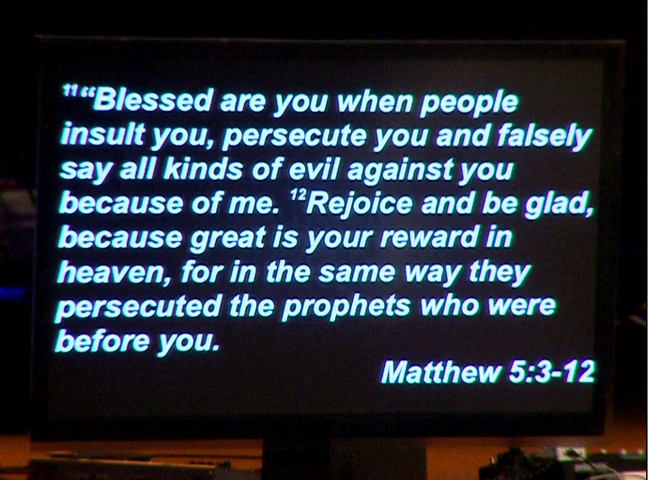 11“Blessed are you when people
insult you, persecute you and falsely
say all kinds of evil against you
because of me. 12Rejoice and be glad,
because great is your reward in
heaven, for in the same way they
persecuted the prophets who were
before you.
Matthew 5:3-12